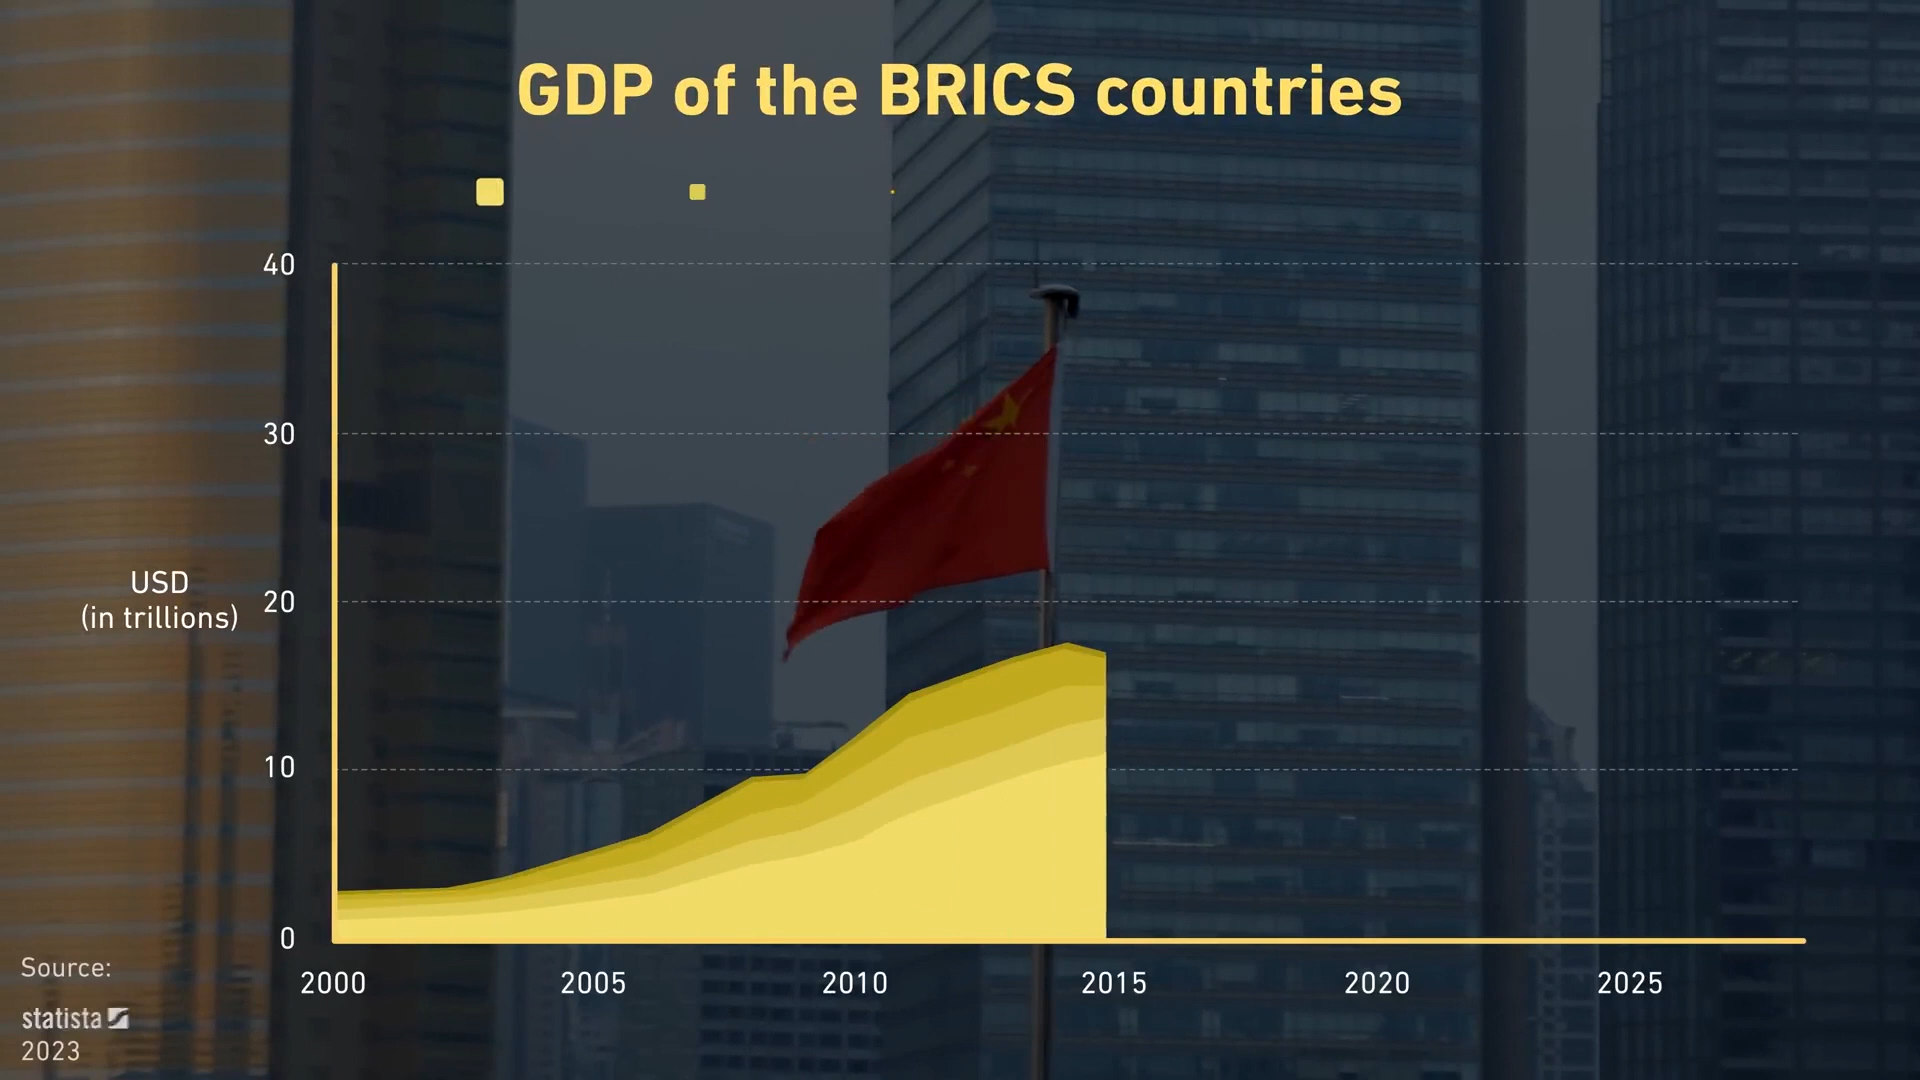 GDP of the BRICS countries
40
30
USD
(in trillions)
20
10
0
2000 2005 2010 2015 2020 2025
Source:
statista
2023